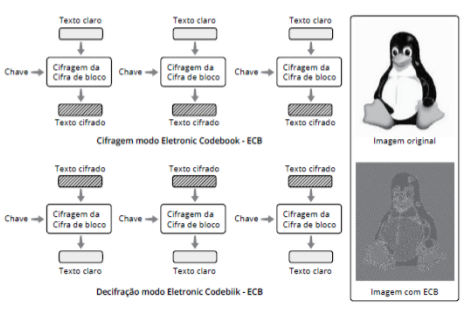 Texto claro Texto claro Texto claro
Chave Cifragem da Cifra de bloco Chave Cifragem da Cifra de bloco Chave Cifragem da Cifra de bloco
Texto cifrado Texto cifrado Texto cifrado
Cifragem modo Eletronic Codebook - ECB
Imagem original
Texto cifrado Texto cifrado Texto cifrado
Chave Cifragem da Cifra de bloco Chave Cifragem da Cifra de bloco Chave Cifragem da Cifra de bloco
Texto claro Texto claro Texto claro
Decifração modo Eletronic Codebiik - ECB
Imagem com ECB